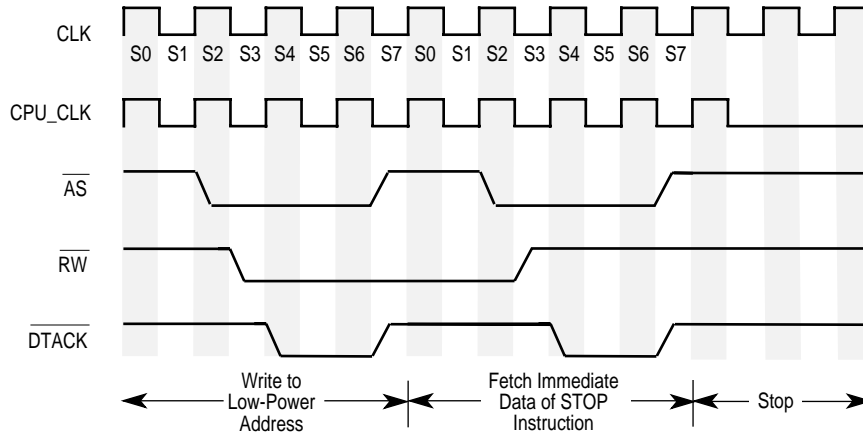 CLK
S0 S1 S2 S3 S4 S5 S6 S7 S0 S1 S2 S3 S4 S5 S6 S7
CPU_CLK
AS
RW
DTACK
Write to
Low-Power
Address
Fetch Immediate
Data of STOP
Instruction
Stop